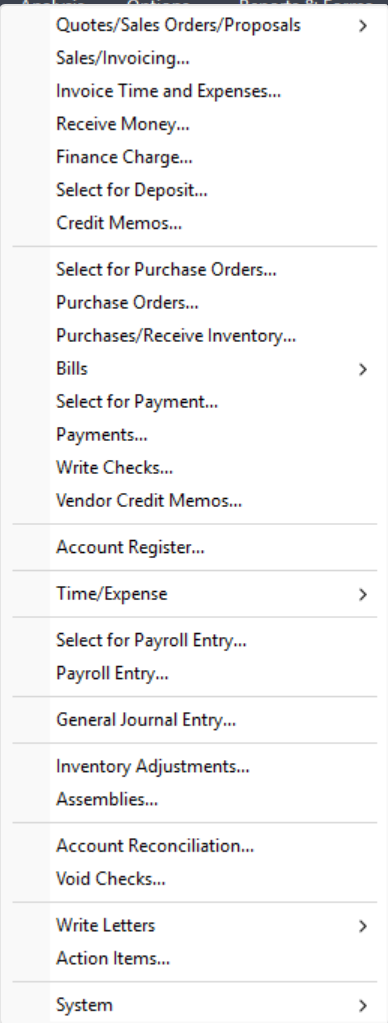 Quotes/Sales Orders/Proposals
Sales/Invoicing...
Invoice Time and Expenses...
Receive Money...
Finance Charge...
Select for Deposit...
Credit Memos...
Select for Purchase Orders...
Purchase Orders...
Purchases/Receive Inventory...
Bills
Select for Payment...
Payments...
Write Checks...
Vendor Credit Memos...
Account Register...
Time/Expense
Select for Payroll Entry...
Payroll Entry...
General Journal Entry...
Inventory Adjustments...
Assemblies...
Account Reconciliation...
Void Checks...
Write Letters
Action Items...
System